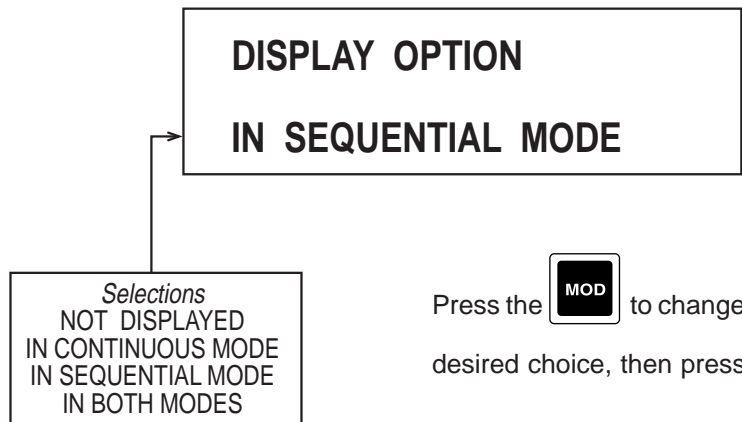 DISPLAY OPTION
IN SEQUENTIAL MODE
Selections
NOT DISPLAYED
IN CONTINUOUS MODE
IN SEQUENTIAL MODE
IN BOTH MODES
Press the MOD to change
desired choice, then press